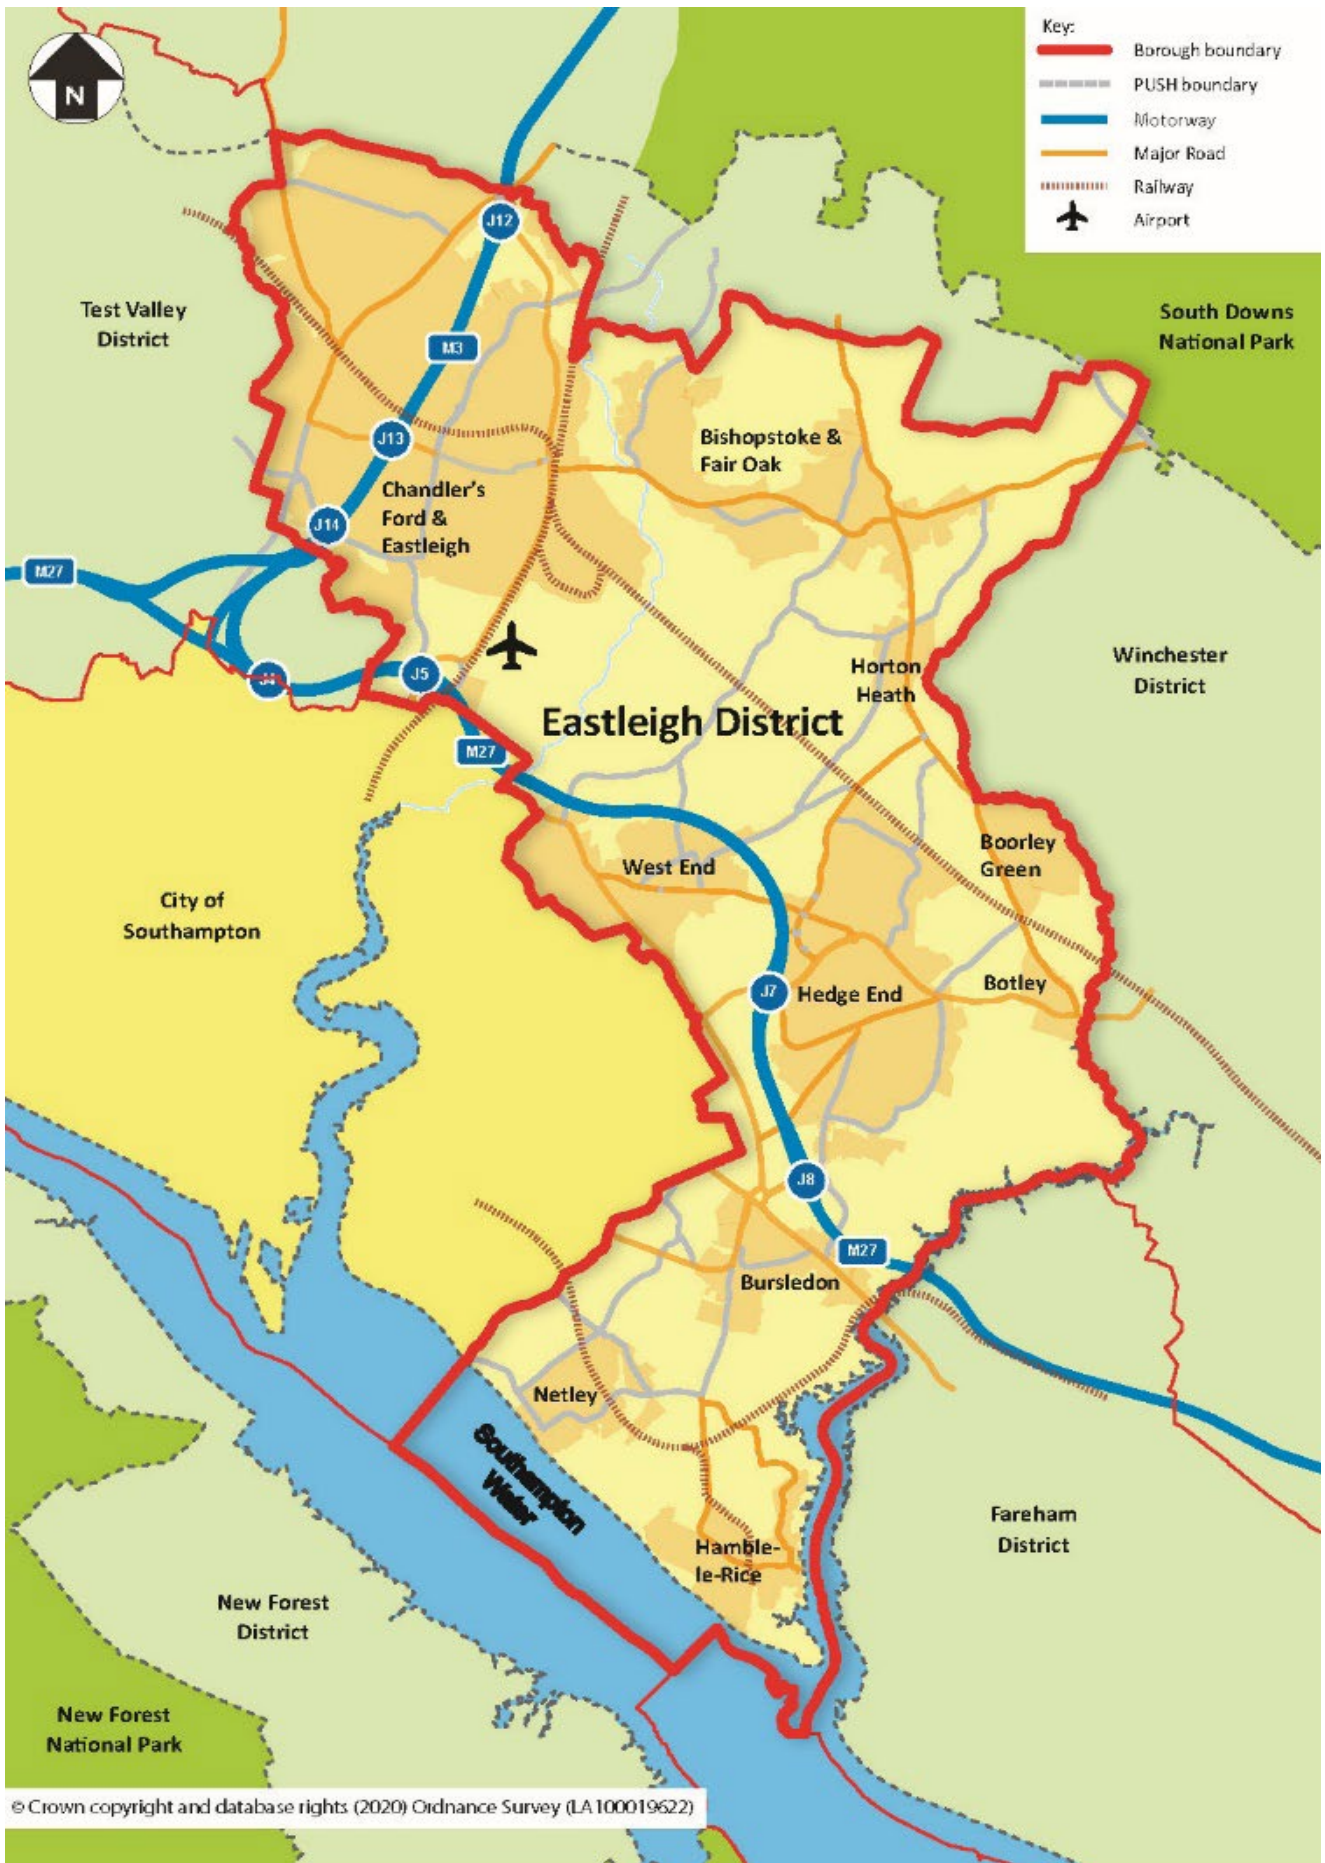 Key:
Borough boundary
PUSH boundary
Motorway
Major Road
Railway
Airport
N
J12
Test Valley
District
South Downs
National Park
M3
J13
Bishopstoke &
Fair Oak
Chandler's
Ford &
Eastleigh
J14
M27
Horton
Heath
Winchester
District
J4
J5
Eastleigh District
M27
Boorley
Green
West End
City of
Southampton
Botley
J7
Hedge End
J8
M27
Bursledon
Netley
Southampton
Water
Fareham
District
Hamble-
le-Rice
New Forest
District
New Forest
National Park
© Crown copyright and database rights (2020) Ordnance Survey (LA100019622)